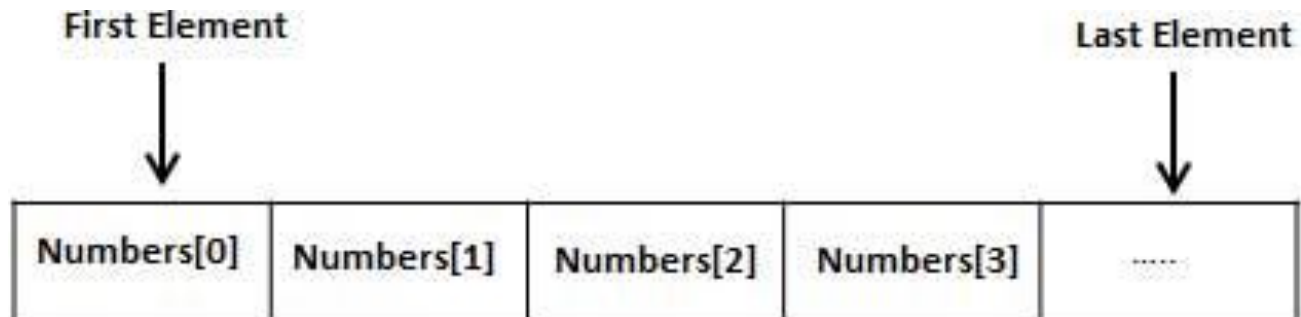 First Element
Last Element
Numbers[0] Numbers[1] Numbers[2] Numbers[3] .....